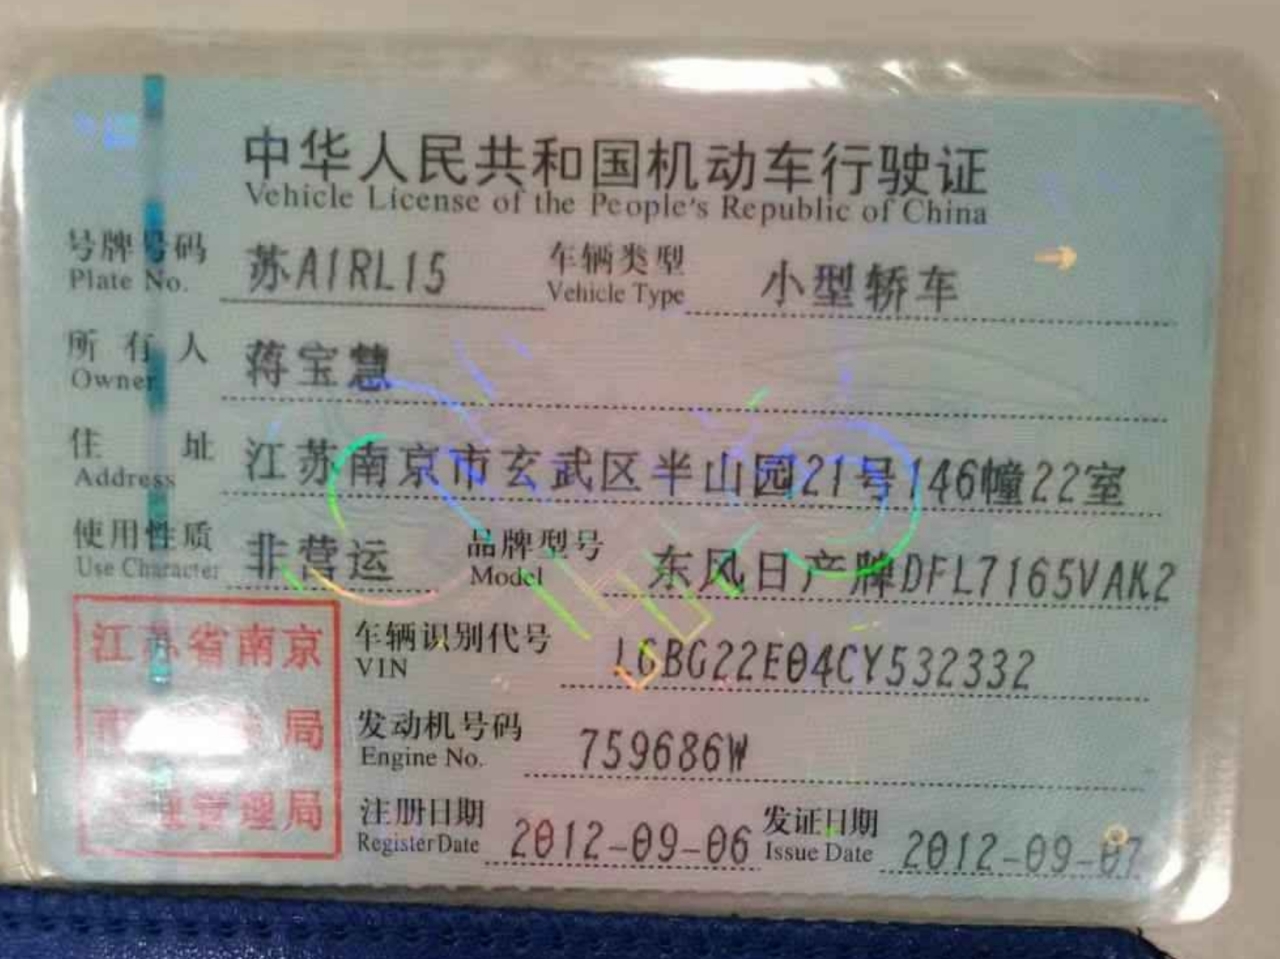 中华人民共和国机动车行驶证
Vehicle License of the People's Republic of China
号牌号码 苏A1RL15 车辆类型 小型轿车
Plate No. Vehicle Type
所有人 蒋宝慧
Owner
住址 江苏南京市玄武区半山园21号146幢22室
Address
使用性质 非营运 品牌型号 东风日产牌DFL7165VAK2
Use Character Model
车辆识别代号 LGBG22E04CY532332
VIN
发动机号码 759686W
Engine No.
注册日期 2012-09-06 发证日期 2012-09-07
Register Date Issue Date
江苏省南京
市 局
管理局